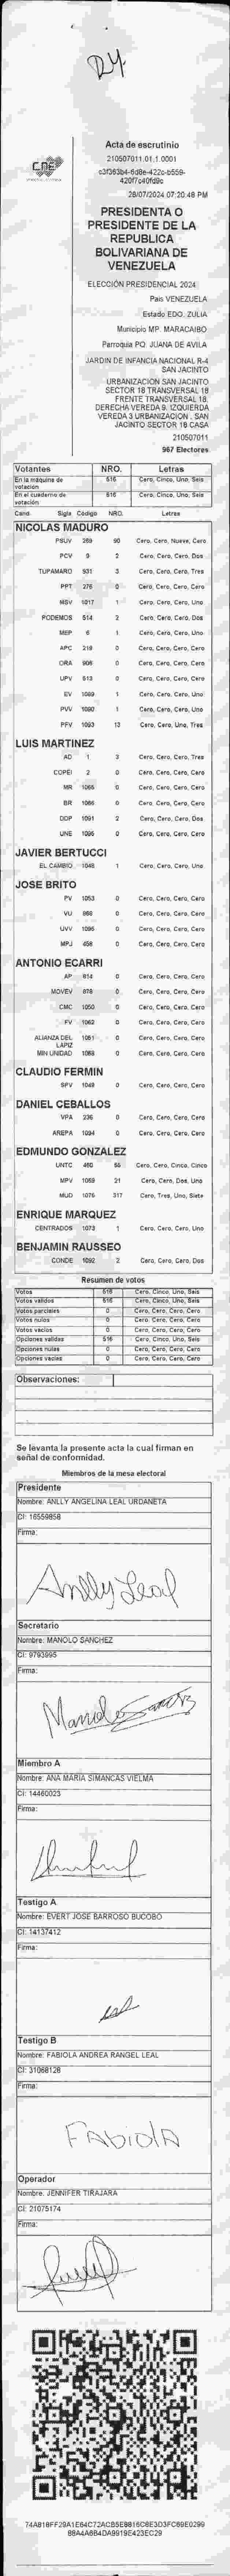 CNE
Acta de escrutinio
210507011.01.1.0001
28/07/2024 07:20:48 PM
PRESIDENTA O
PRESIDENTE DE LA
REPUBLICA
BOLIVARIANA DE
VENEZUELA
ELECCIÓN PRESIDENCIAL 2024
Pais VENEZUELA
Estado EDO. ZULIA
Municipio MP. MARACAIBO
Parroquia PQ. JUANA DE AVILA
JARDIN DE INFANCIA NACIONAL R-4
SAN JACINTO
URBANIZACION SAN JACINTO
SECTOR 18 TRANSVERSAL 18
FRENTE TRANSVERSAL 18.
DERECHA VEREDA 9. IZQUIERDA
VEREDA 3 URBANIZACION . SAN
JACINTO SECTOR 18 CASA
210507011
967 Electores
Votantes NRO. Letras
En la máquina de votación 516 Cero, Cinco, Uno, Seis
En el cuaderno de votación 516 Cero, Cinco, Uno, Seis
Cand Sigla Código NRO. Letras
NICOLAS MADURO
PSUV 269 90 Cero, Cero, Nueve, Cero
PCV 9 2 Cero, Cero, Cero, Dos
TUPAMARO 931 3 Cero, Cero, Cero, Tres
PPT 276 0 Cero, Cero, Cero, Cero
MSV 1017 1 Cero, Cero, Cero, Uno
PODEMOS 514 2 Cero, Cero, Cero, Dos
MEP 6 1 Cero, Cero, Cero, Uno
APC 219 0 Cero, Cero, Cero, Cero
ORA 906 0 Cero, Cero, Cero, Cero
UPV 513 0 Cero, Cero, Cero, Cero
EV 1089 1 Cero, Cero, Cero, Uno
PVV 1090 1 Cero, Cero, Cero, Uno
PFV 1093 13 Cero, Cero, Uno, Tres
LUIS MARTINEZ
AD 1 3 Cero, Cero, Cero, Tres
COPEI 2 0 Cero, Cero, Cero, Cero
MR 1065 0 Cero, Cero, Cero, Cero
BR 1086 0 Cero, Cero, Cero, Cero
DDP 1091 2 Cero, Cero, Cero, Dos
UNE 1096 0 Cero, Cero, Cero, Cero
JAVIER BERTUCCI
EL CAMBIO 1048 1 Cero, Cero, Cero, Uno
JOSE BRITO
PV 1053 0 Cero, Cero, Cero, Cero
VU 0 Cero, Cero, Cero, Cero
UVV 0 Cero, Cero, Cero, Cero
MPJ 458 0 Cero, Cero, Cero, Cero
ANTONIO ECARRI
AP 814 0 Cero, Cero, Cero, Cero
MOVEV 878 0 Cero, Cero, Cero, Cero
CMC 1050 0 Cero, Cero, Cero, Cero
FV 1062 0 Cero, Cero, Cero, Cero
ALIANZA DEL LAPIZ 1081 0 Cero, Cero, Cero, Cero
MIN UNIDAD 0 Cero, Cero, Cero, Cero
CLAUDIO FERMIN
SPV 1049 0 Cero, Cero, Cero, Cero
DANIEL CEBALLOS
VPA 236 0 Cero, Cero, Cero, Cero
AREPA 1094 0 Cero, Cero, Cero, Cero
EDMUNDO GONZALEZ
UNTC 460 55 Cero, Cero, Cinco, Cinco
MPV 1059 21 Cero, Cero, Dos, Uno
MUD 1076 317 Cero, Tres, Uno, Siete
ENRIQUE MARQUEZ
CENTRADOS 1073 1 Cero, Cero, Cero, Uno
BENJAMIN RAUSSEO
CONDE 1092 2 Cero, Cero, Cero, Dos
Resumen de votos
Votos 516 Cero, Cinco, Uno, Seis
Votos válidos 516 Cero, Cinco, Uno, Seis
Votos parciales 0 Cero, Cero, Cero, Cero
Votos nulos 0 Cero, Cero, Cero, Cero
Votos vacíos 0 Cero, Cero, Cero, Cero
Opciones válidas 516 Cero, Cinco, Uno, Seis
Opciones nulas 0 Cero, Cero, Cero, Cero
Opciones vacías 0 Cero, Cero, Cero, Cero
Observaciones:
Se levanta la presente acta la cual firman en
señal de conformidad.
Miembros de la mesa electoral
Presidente
Nombre: ANLLY ANGELINA LEAL URDANETA
CI: 16559858
Firma:
Anlly Leal
Secretario
Nombre: MANOLO SANCHEZ
CI: 9793995
Firma:
Manolo Sanchez
Miembro A
Nombre: ANA MARIA SIMANCAS VIELMA
CI: 14460023
Firma:
Testigo A
Nombre: EVERT JOSE BARROSO BUCOBO
CI: 14137412
Firma:
Testigo B
Nombre: FABIOLA ANDREA RANGEL LEAL
CI: 31068128
Firma:
FAbiolA
Operador
Nombre: JENNIFER TIRAJARA
CI: 21075174
Firma: